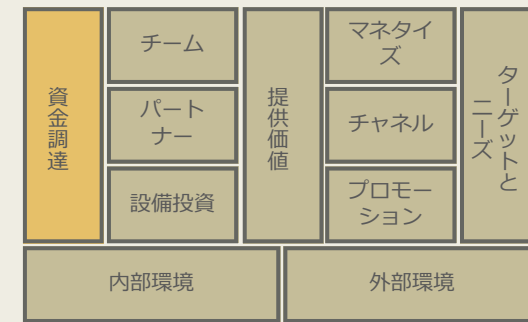 資金調達
チーム
パート
ナー
設備投資
提供価値
マネタイ
ズ
チャネル
プロモー
ション
ターゲットと
ニーズ
内部環境
外部環境